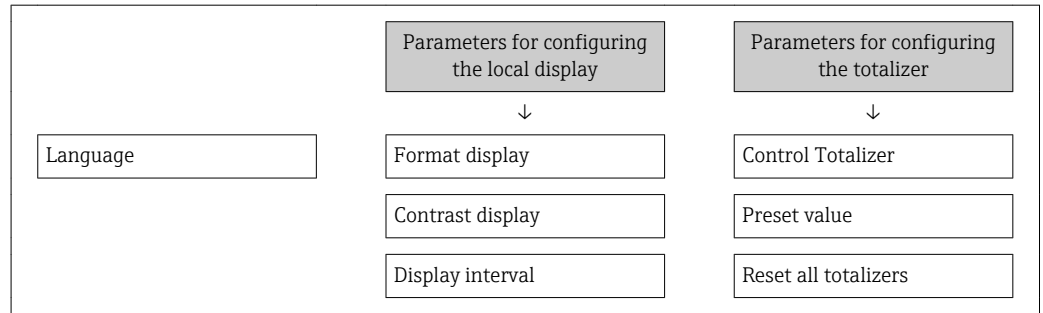 Parameters for configuring
the local display
Parameters for configuring
the totalizer
↓
↓
Language
Format display
Control Totalizer
Contrast display
Preset value
Display interval
Reset all totalizers